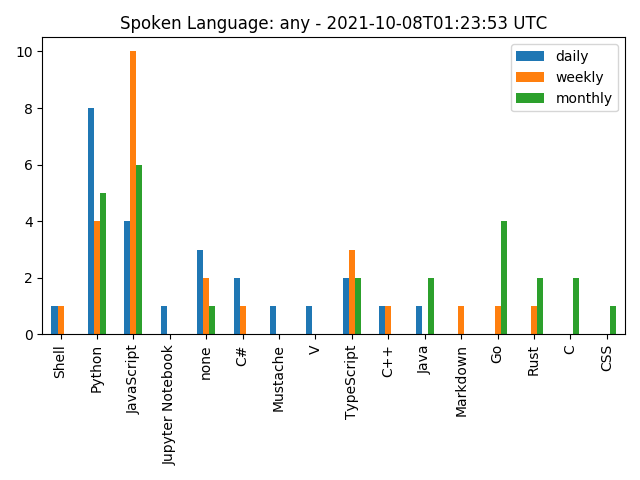 Spoken Language: any - 2021-10-08T01:23:53 UTC
daily
weekly
monthly
10
8
6
4
2
0
Shell
Python
JavaScript
Jupyter Notebook
none
C#
Mustache
V
TypeScript
C++
Java
Markdown
Go
Rust
C
CSS